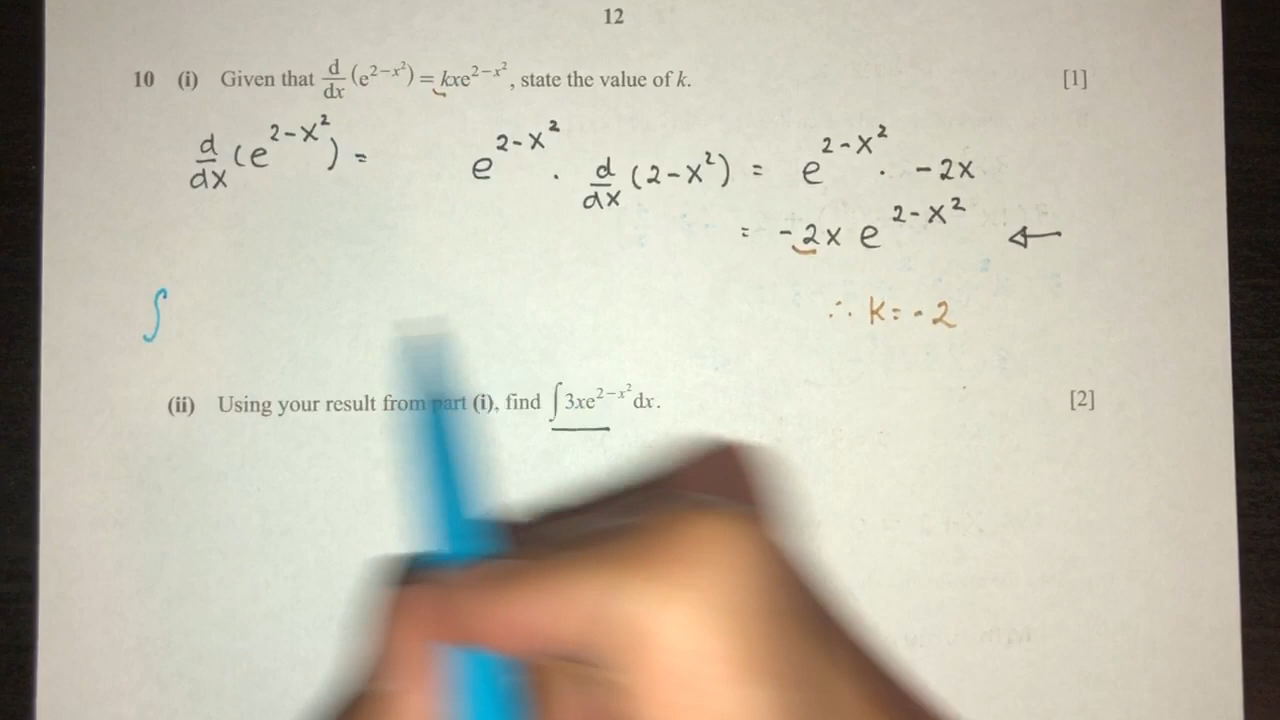 12
10 (i) Given that d/dx (e^{2−x²}) = kxe^{2−x²}, state the value of k. [1]
d/dx (e^{2-x²}) = e^{2-x²} · d/dx (2-x²) = e^{2-x²} · -2x
= -2x e^{2-x²} ←
∫ ∴ k = -2
(ii) Using your result from part (i), find ∫3xe^{2−x²}dx. [2]